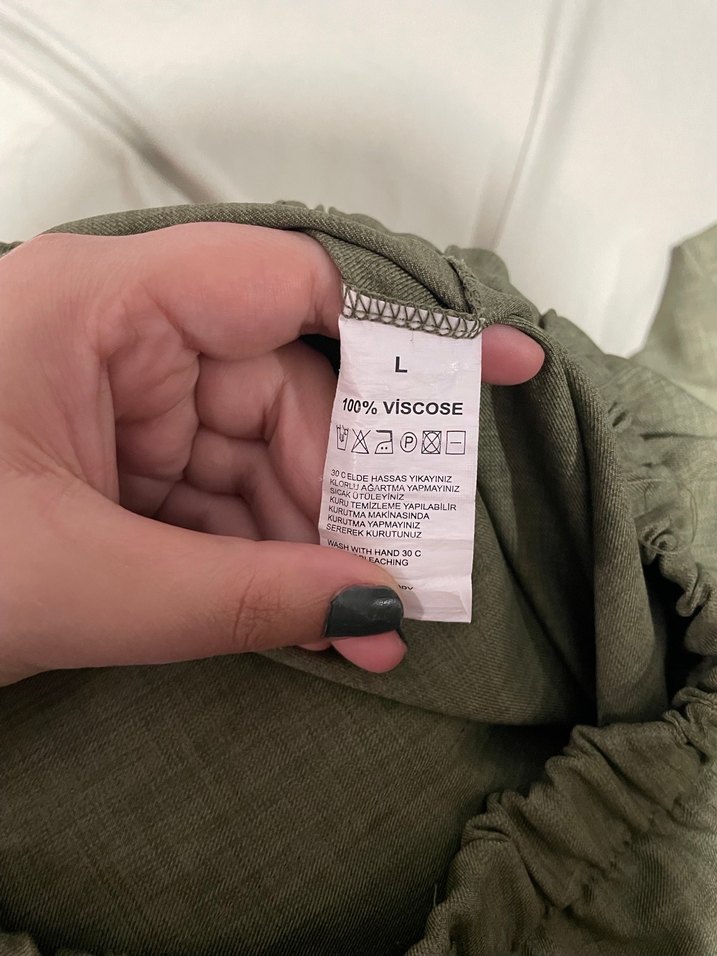 L
100% VİSCOSE
P
30 C ELDE HASSAS YIKAYINIZ
KLORLU AĞARTMA YAPMAYINIZ
SICAK ÜTÜLEYİNİZ
KURU TEMİZLEME YAPILABİLİR
KURUTMA MAKİNASINDA
KURUTMA YAPMAYINIZ
SEREREK KURUTUNUZ
WASH WITH HAND 30 C